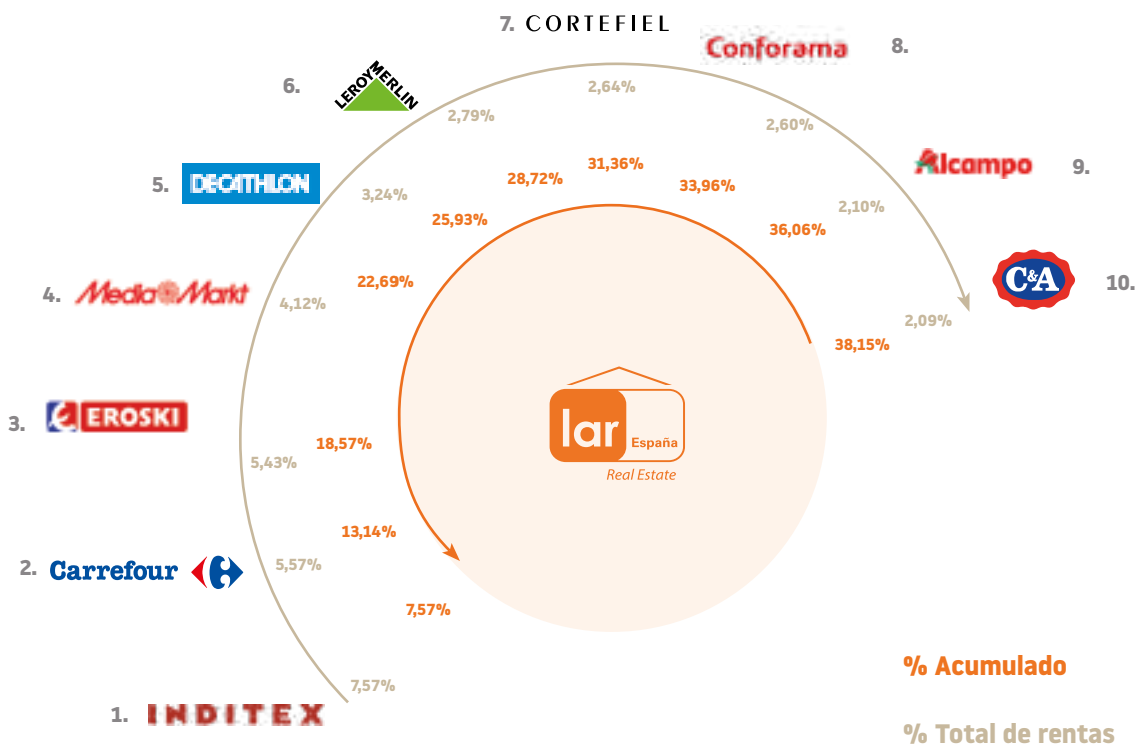 7. CORTEFIEL
Conforama 8.
6. LEROY MERLIN
2,64%
2,79%
2,60%
Alcampo 9.
31,36%
5. DECATHLON
28,72%
33,96%
3,24%
2,10%
25,93%
36,06%
C&A 10.
22,69%
4. Media Markt
4,12%
2,09%
38,15%
3. EROSKI
lar
España
18,57%
5,43%
Real Estate
13,14%
2. Carrefour
5,57%
7,57%
% Acumulado
7,57%
1. INDITEX
% Total de rentas